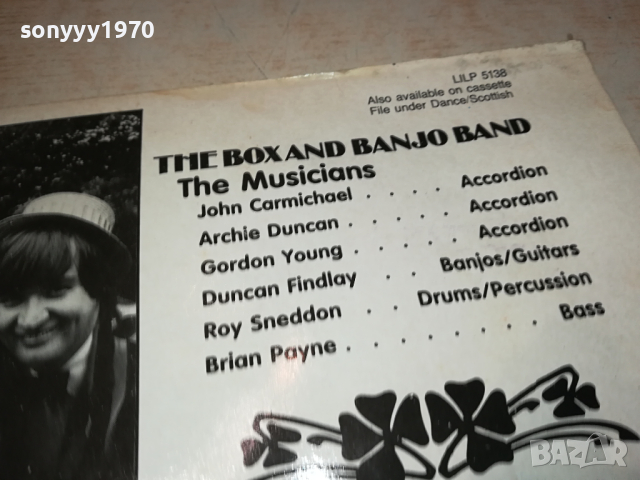 sonyyy1970
LILP 5138
Also available on cassette
File under Dance/Scottish
THE BOX AND BANJO BAND
The Musicians
John Carmichael . . . . Accordion
Archie Duncan . . . . Accordion
Gordon Young . . . . Accordion
Duncan Findlay . . Banjos/Guitars
Roy Sneddon . . Drums/Percussion
Brian Payne . . . . . . . . Bass
BAZAR.BG